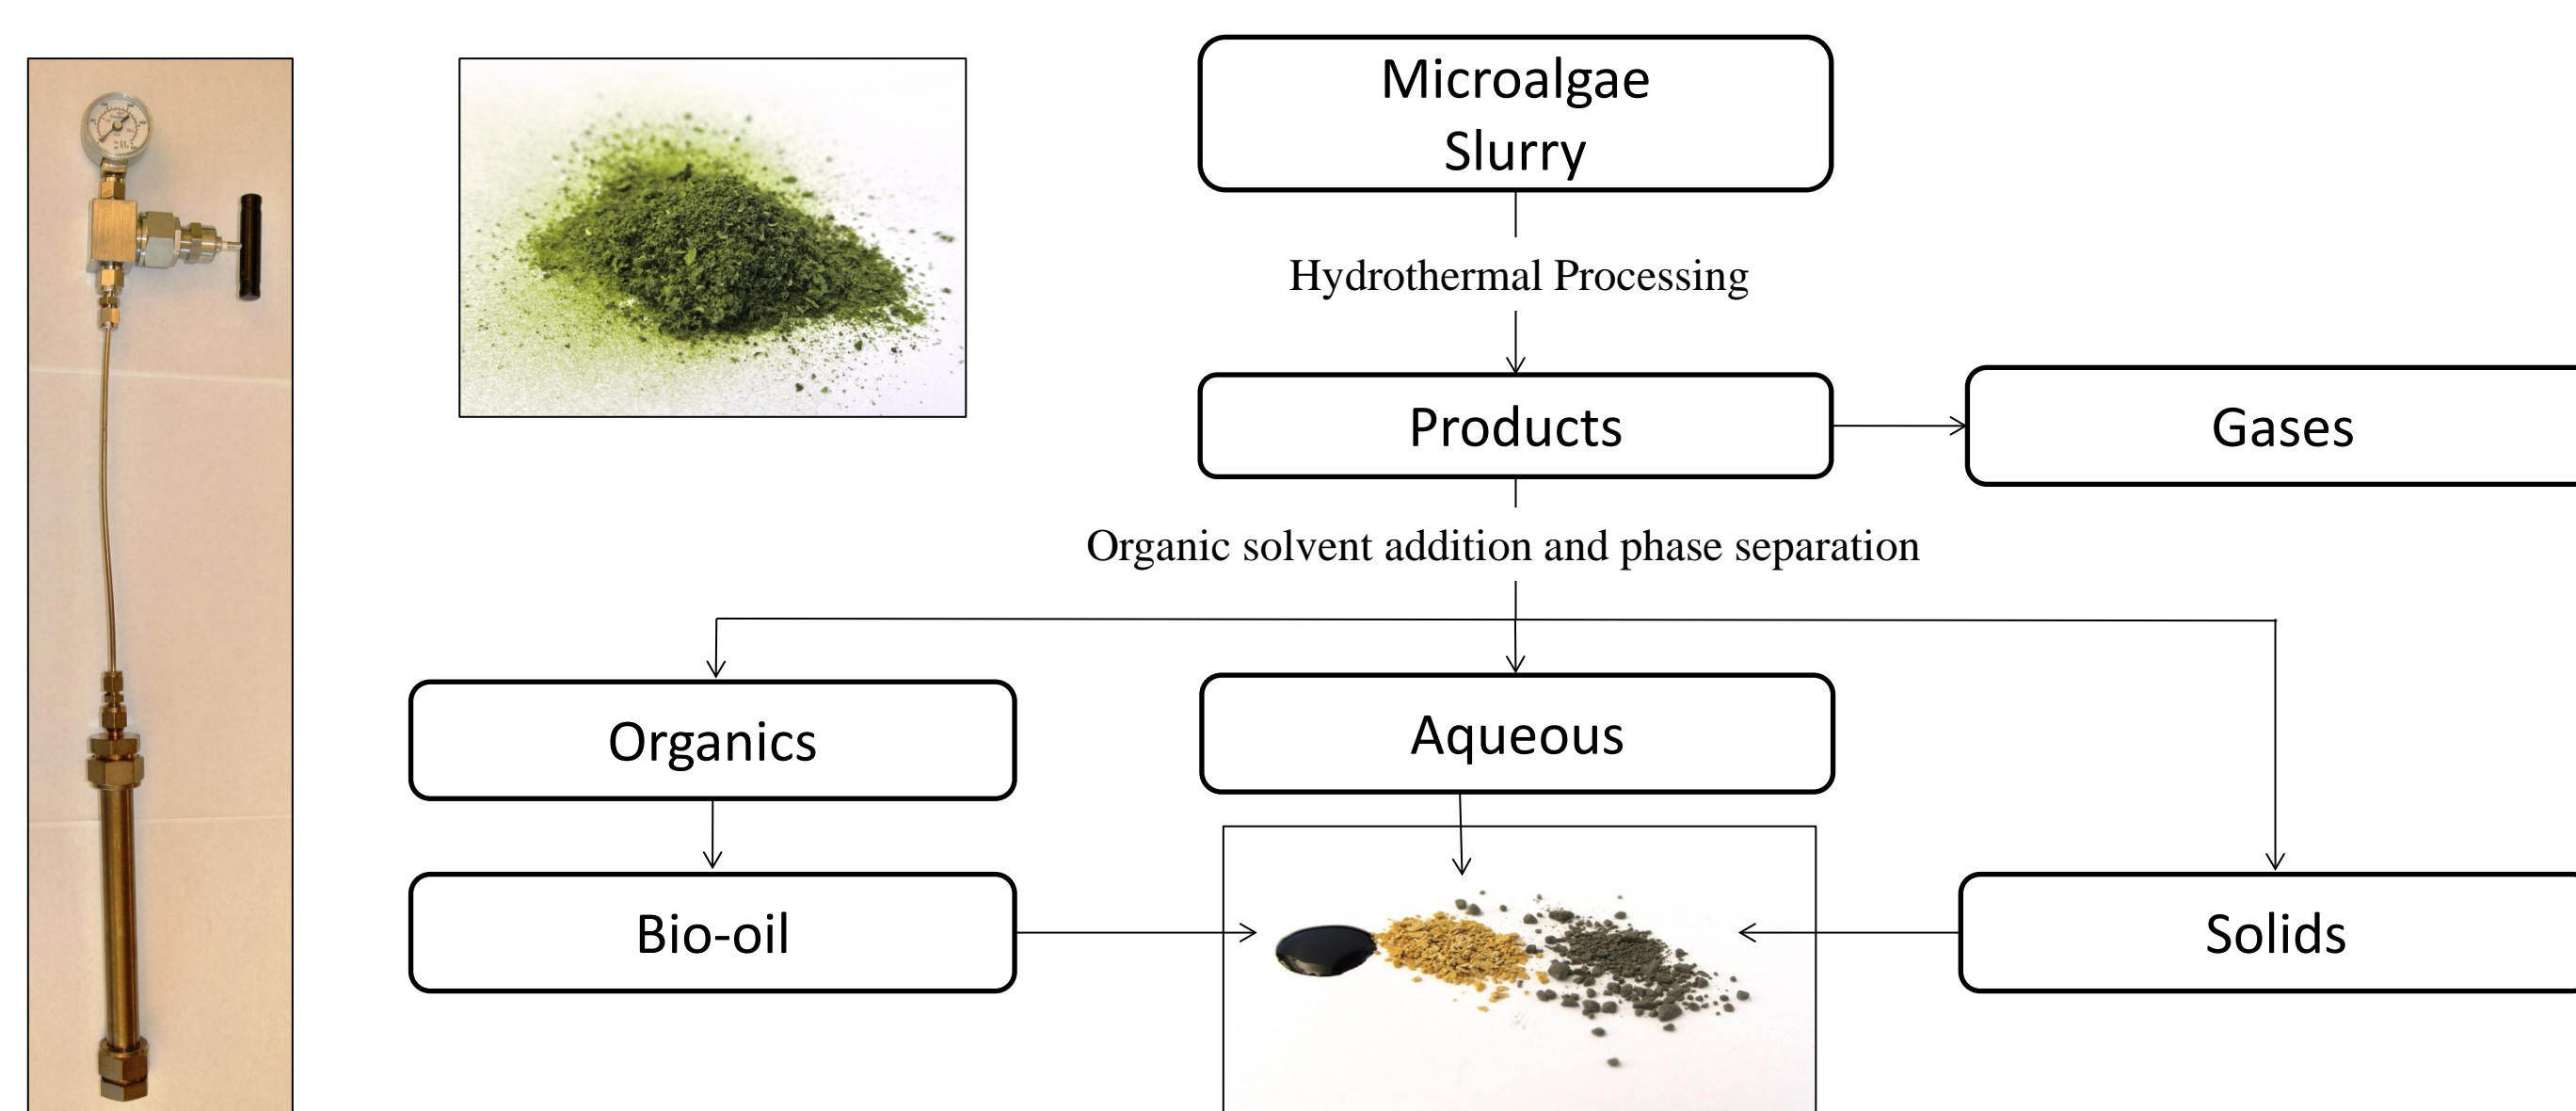 Microalgae
Slurry
Hydrothermal Processing
Products
Gases
Organic solvent addition and phase separation
Organics
Aqueous
Bio-oil
Solids